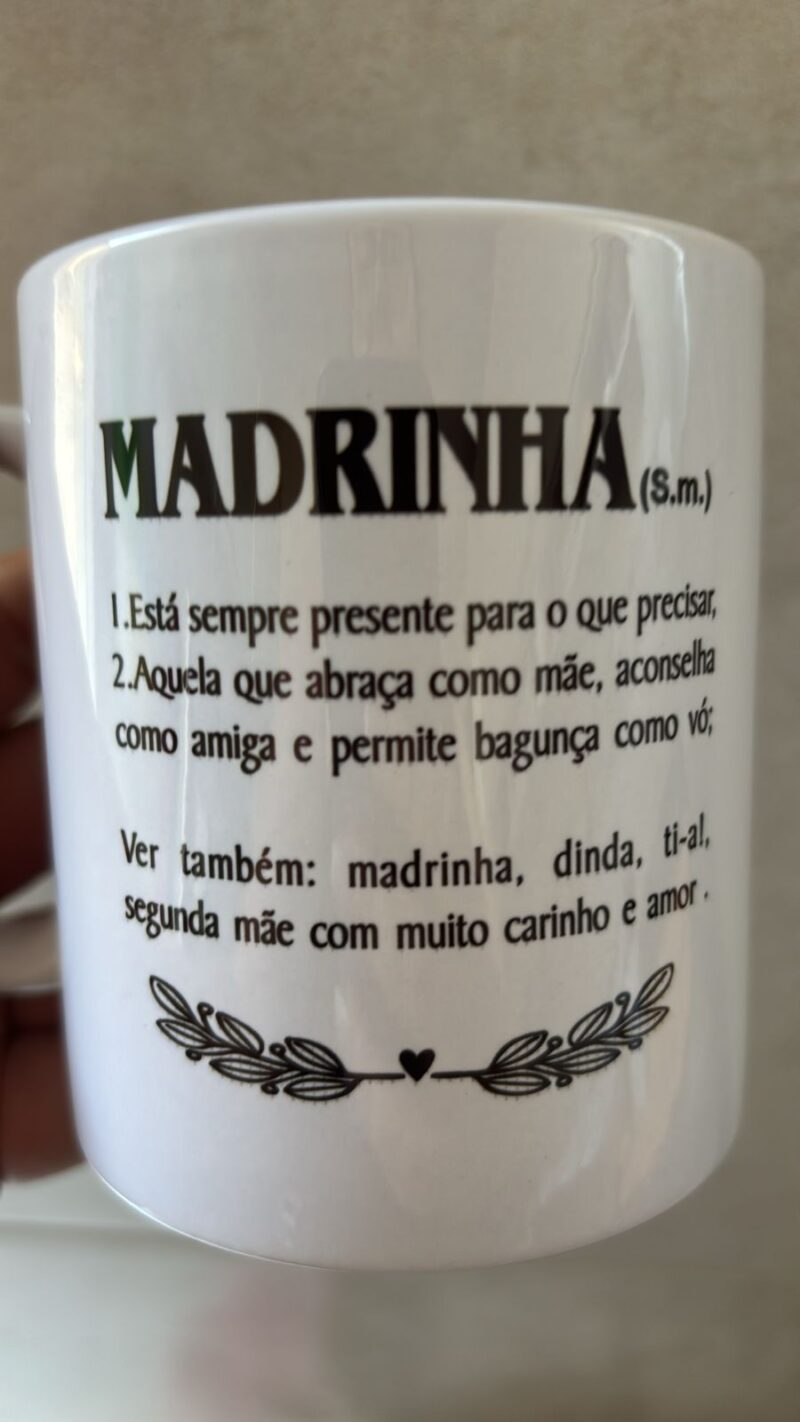 MADRINHA (S.m.)
1.Está sempre presente para o que precisar,
2.Aquela que abraça como mãe, aconselha
como amiga e permite bagunça como vó;
Ver também: madrinha, dinda, ti-al,
segunda mãe com muito carinho e amor .